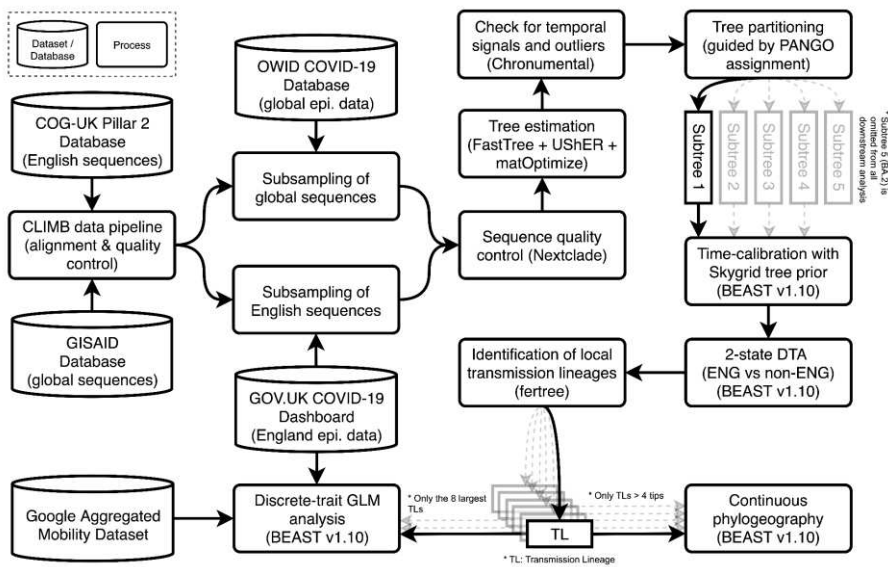 Dataset /
Database
Process
COG-UK Pillar 2
Database
(English sequences)
CLIMB data pipeline
(alignment & quality
control)
GISAID
Database
(global sequences)
OWID COVID-19
Database
(global epi. data)
Subsampling of
global sequences
Subsampling of
English sequences
GOV.UK COVID-19
Dashboard
(England epi. data)
Google Aggregated
Mobility Dataset
Discrete-trait GLM
analysis
(BEAST v1.10)
Check for temporal
signals and outliers
(Chronumental)
Tree estimation
(FastTree + UShER +
matOptimize)
Sequence quality
control (Nextclade)
Tree partitioning
(guided by PANGO
assignment)
Subtree 1
Subtree 2
Subtree 3
Subtree 4
Subtree 5
* Subtree 5 (BA.2) is
omitted from all
downstream analysis
Time-calibration with
Skygrid tree prior
(BEAST v1.10)
2-state DTA
(ENG vs non-ENG)
(BEAST v1.10)
Identification of local
transmission lineages
(fertree)
* Only the 8 largest
TLs
* Only TLs > 4 tips
TL
* TL: Transmission Lineage
Continuous
phylogeography
(BEAST v1.10)